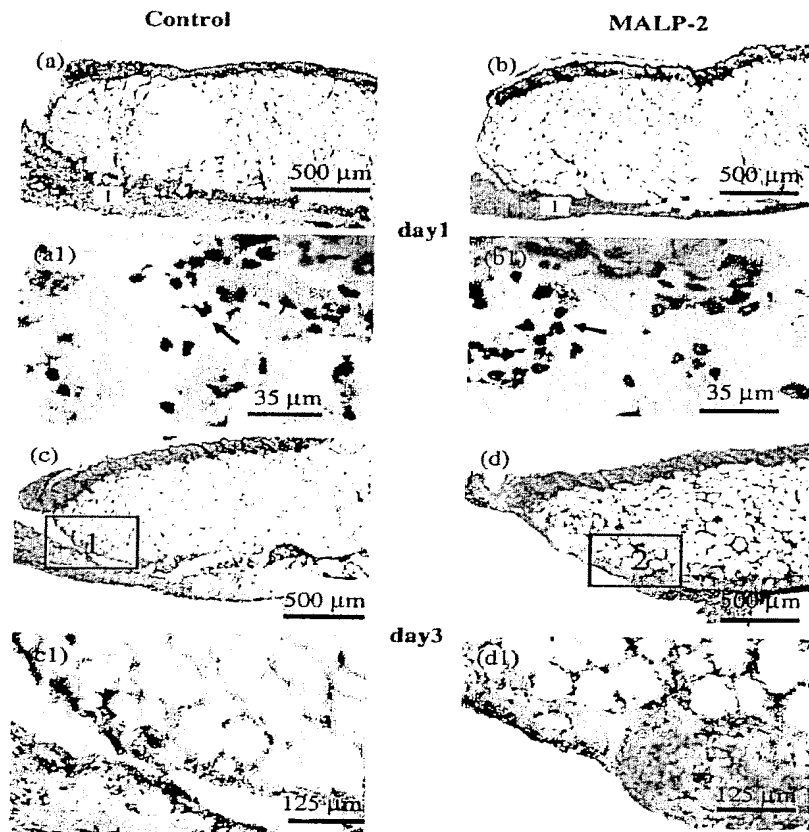 Control MALP-2
(a) (b)
500 µm 500 µm
1 1
day1
(a1) (b1)
35 µm 35 µm
(c) (d)
1 2
500 µm 500 µm
day3
c1) (d1)
125 µm 125 µm